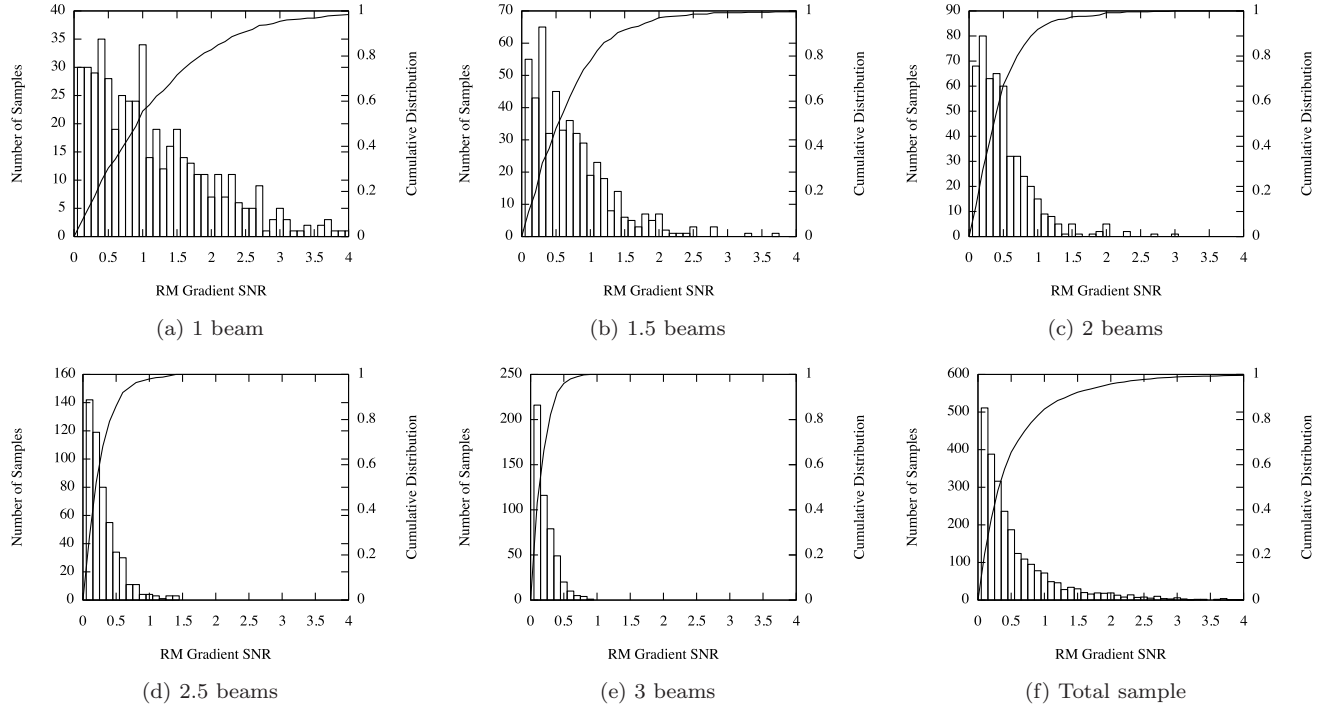 40
35
30
25
20
15
10
5
0
Number of Samples
1
0.8
0.6
0.4
0.2
0
Cumulative Distribution
0 0.5 1 1.5 2 2.5 3 3.5 4
RM Gradient SNR
(a) 1 beam
70
60
50
40
30
20
10
0
Number of Samples
1
0.8
0.6
0.4
0.2
0
Cumulative Distribution
0 0.5 1 1.5 2 2.5 3 3.5 4
RM Gradient SNR
(b) 1.5 beams
90
80
70
60
50
40
30
20
10
0
Number of Samples
1
0.8
0.6
0.4
0.2
0
Cumulative Distribution
0 0.5 1 1.5 2 2.5 3 3.5 4
RM Gradient SNR
(c) 2 beams
160
140
120
100
80
60
40
20
0
Number of Samples
1
0.8
0.6
0.4
0.2
0
Cumulative Distribution
0 0.5 1 1.5 2 2.5 3 3.5 4
RM Gradient SNR
(d) 2.5 beams
250
200
150
100
50
0
Number of Samples
1
0.8
0.6
0.4
0.2
0
Cumulative Distribution
0 0.5 1 1.5 2 2.5 3 3.5 4
RM Gradient SNR
(e) 3 beams
600
500
400
300
200
100
0
Number of Samples
1
0.8
0.6
0.4
0.2
0
Cumulative Distribution
0 0.5 1 1.5 2 2.5 3 3.5 4
RM Gradient SNR
(f) Total sample